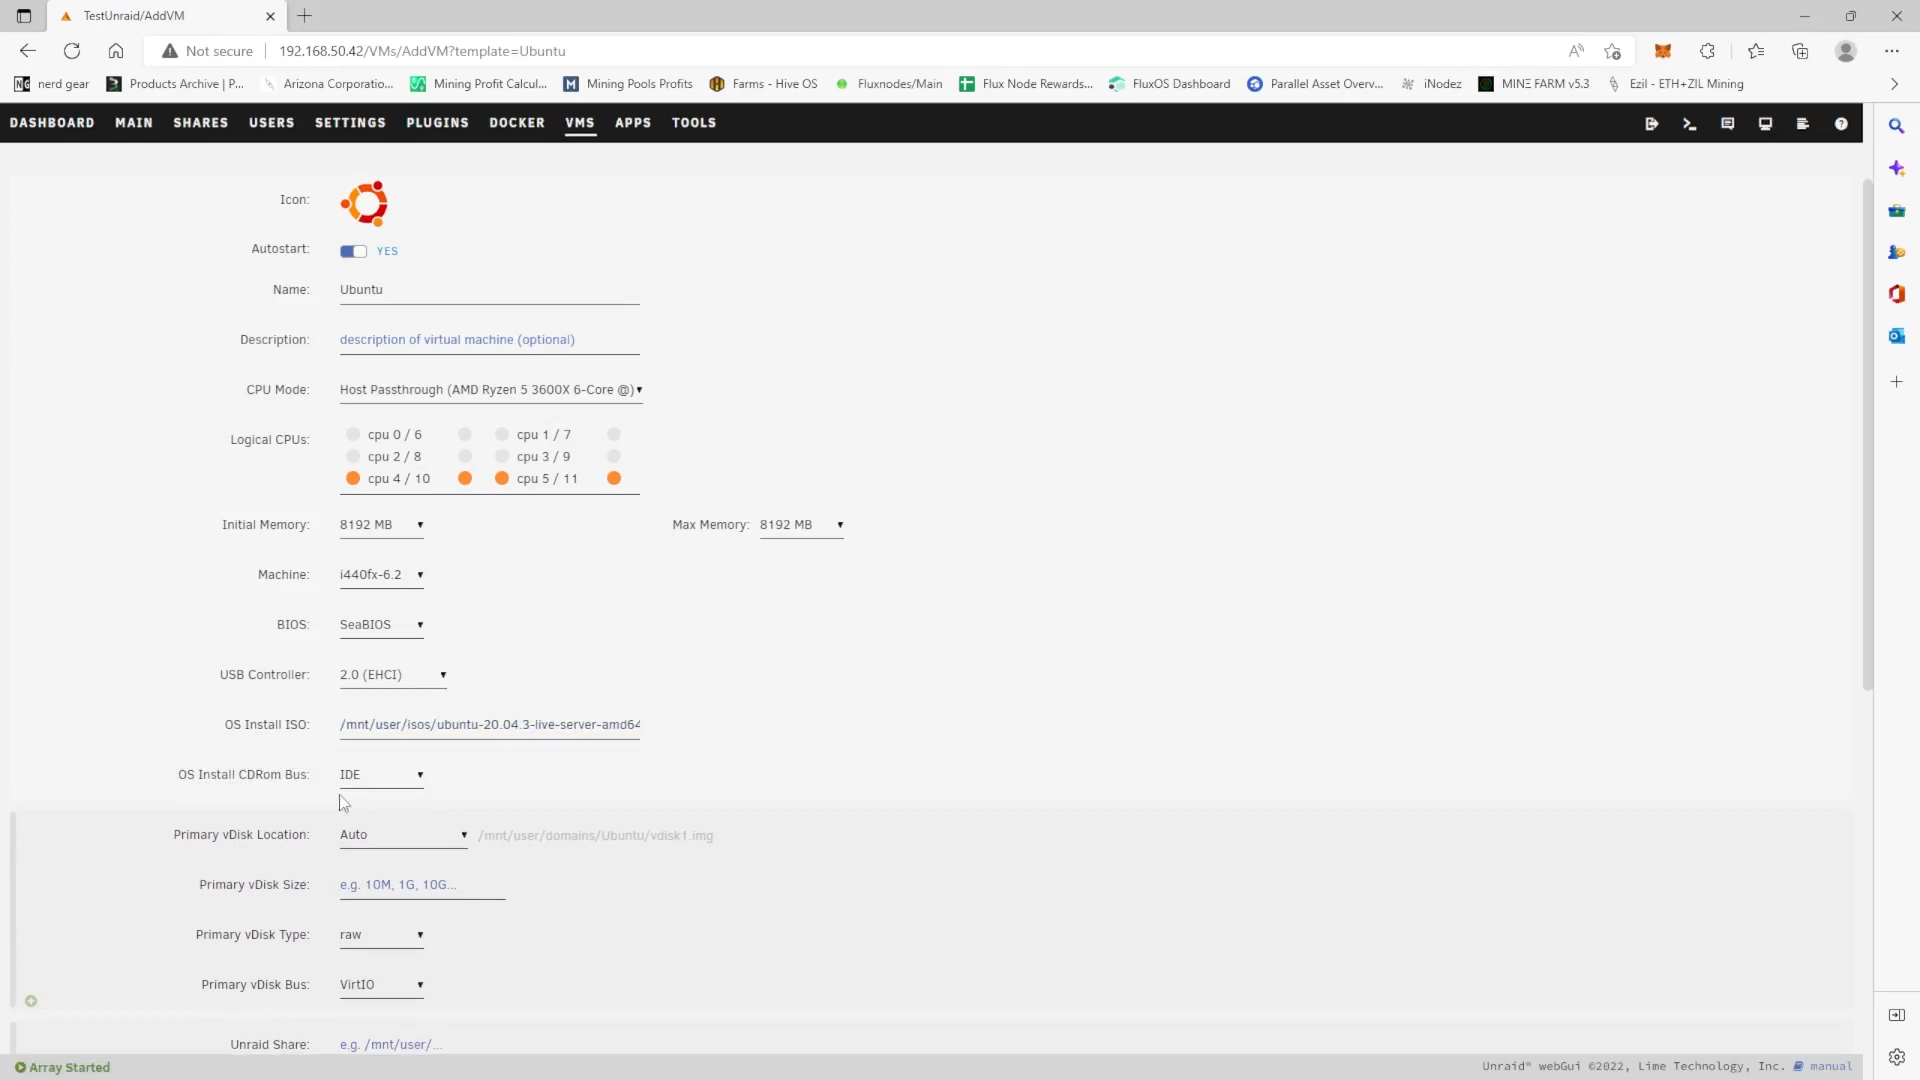 TestUnraid/AddVM
Not secure
192.168.50.42/VMs/AddVM?template=Ubuntu
nerd gear
Products Archive | P...
Arizona Corporatio...
Mining Profit Calcul...
Mining Pools Profits
Farms - Hive OS
Fluxnodes/Main
Flux Node Rewards...
FluxOS Dashboard
Parallel Asset Overv...
iNodez
MINE FARM v5.3
Ezil - ETH+ZIL Mining
DASHBOARD MAIN SHARES USERS SETTINGS PLUGINS DOCKER VMS APPS TOOLS
Icon:
Autostart: YES
Name: Ubuntu
Description: description of virtual machine (optional)
CPU Mode: Host Passthrough (AMD Ryzen 5 3600X 6-Core @)
Logical CPUs: cpu 0 / 6 cpu 1 / 7
cpu 2 / 8 cpu 3 / 9
cpu 4 / 10 cpu 5 / 11
Initial Memory: 8192 MB Max Memory: 8192 MB
Machine: i440fx-6.2
BIOS: SeaBIOS
USB Controller: 2.0 (EHCI)
OS Install ISO: /mnt/user/isos/ubuntu-20.04.3-live-server-amd64
OS Install CDRom Bus: IDE
Primary vDisk Location: Auto /mnt/user/domains/Ubuntu/vdisk1.img
Primary vDisk Size: e.g. 10M, 1G, 10G...
Primary vDisk Type: raw
Primary vDisk Bus: VirtIO
Unraid Share: e.g. /mnt/user/...
Array Started
Unraid® webGui ©2022, Lime Technology, Inc. manual